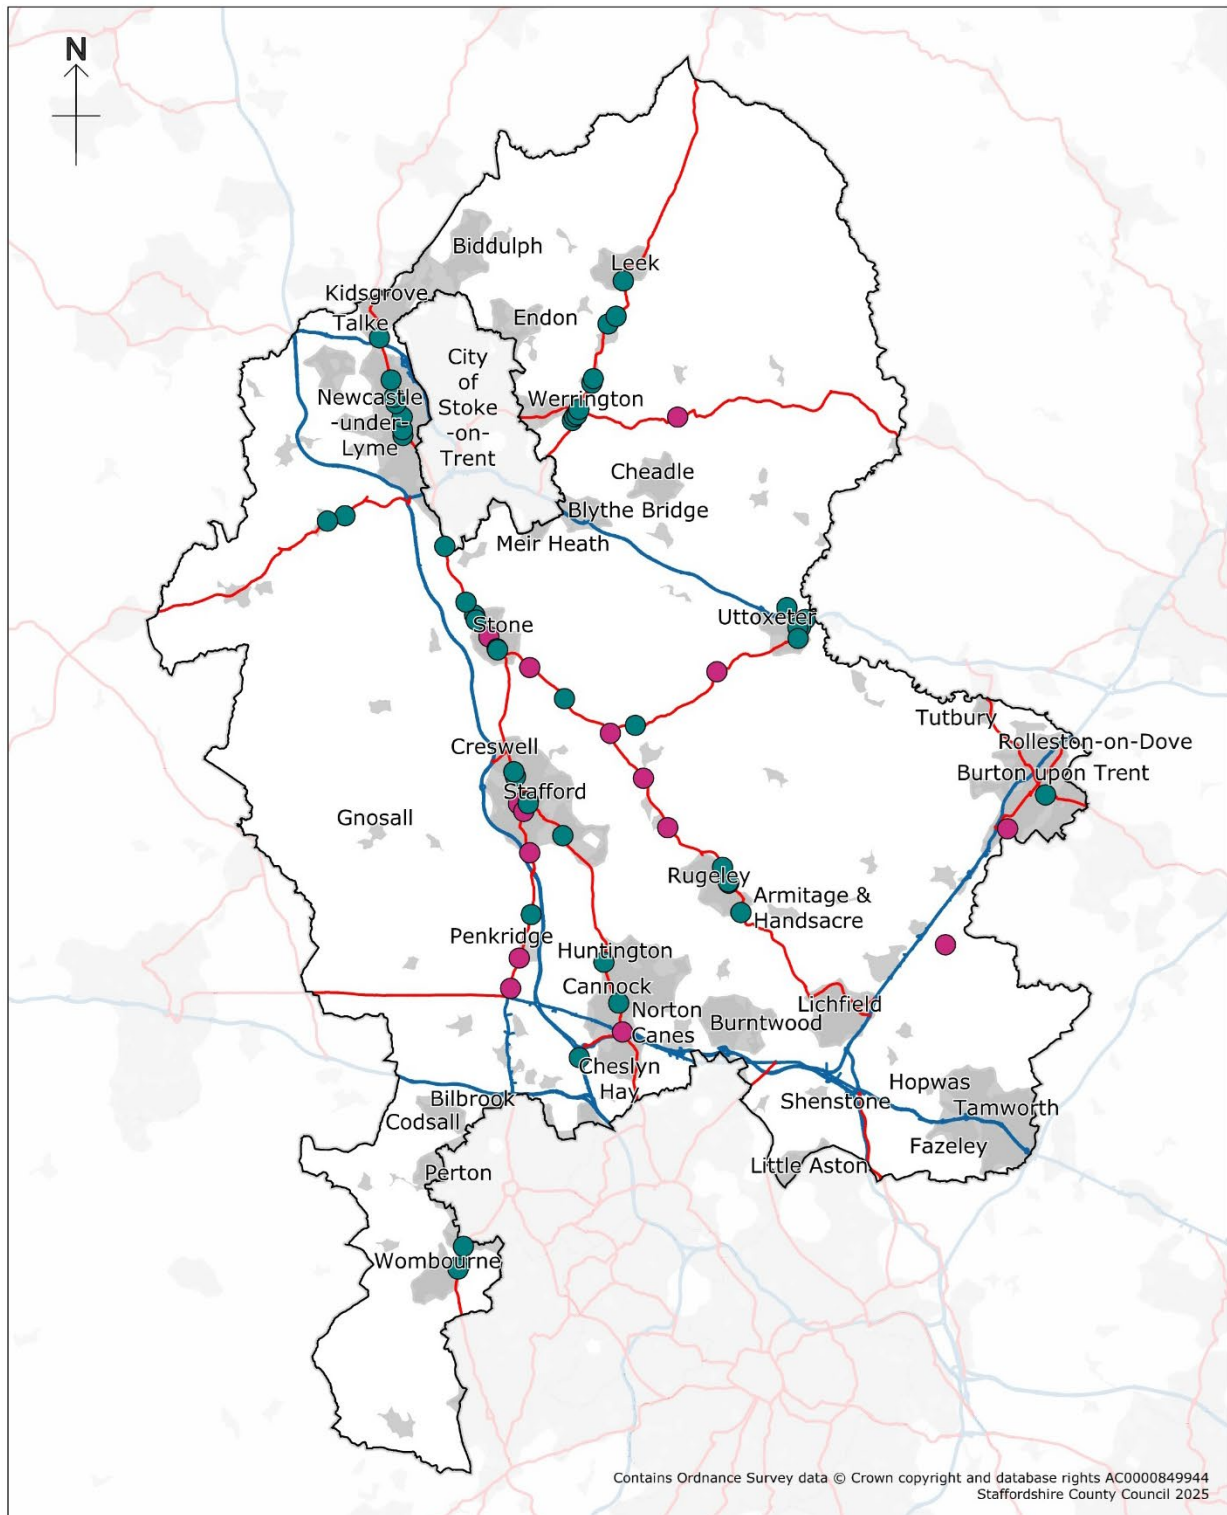 N
Biddulph
Leek
Kidsgrove
Talke
Endon
City
of
Stoke
-on-
Trent
Newcastle
-under-
Lyme
Werrington
Cheadle
Blythe Bridge
Meir Heath
Stone
Uttoxeter
Tutbury
Rolleston-on-Dove
Burton upon Trent
Creswell
Stafford
Gnosall
Rugeley
Armitage &
Handsacre
Penkridge
Huntington
Cannock
Norton
Canes
Burntwood
Lichfield
Cheslyn
Hay
Hopwas
Shenstone
Tamworth
Bilbrook
Codsall
Fazeley
Perton
Little Aston
Wombourne
Contains Ordnance Survey data © Crown copyright and database rights AC0000849944
Staffordshire County Council 2025